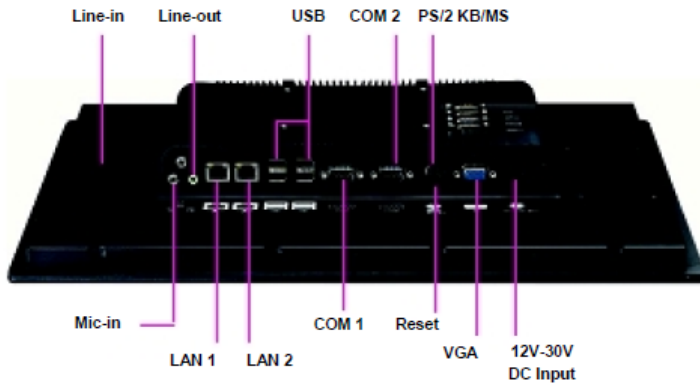 Line-in
Line-out
USB
COM 2
PS/2 KB/MS
Mic-in
COM 1
Reset
LAN 1
LAN 2
VGA
12V-30V
DC Input